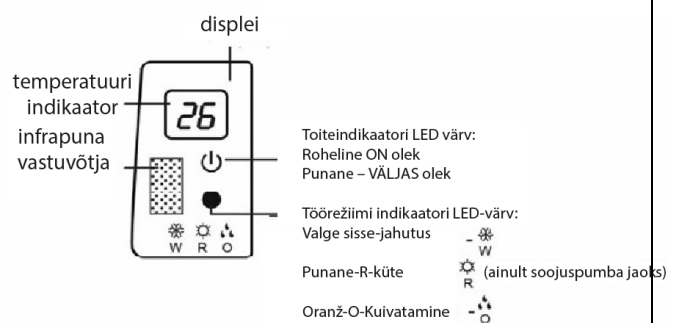 displei
temperatuuri
indikaator
26
infrapuna
vastuvõtja
W R O
Toiteindikaatori LED värv:
Roheline ON olek
Punane – VÄLJAS olek
Töörežiimi indikaatori LED-värv:
Valge sisse-jahutus -
W
Punane-R-küte (ainult soojuspumba jaoks)
R
Oranž-O-Kuivatamine -
O